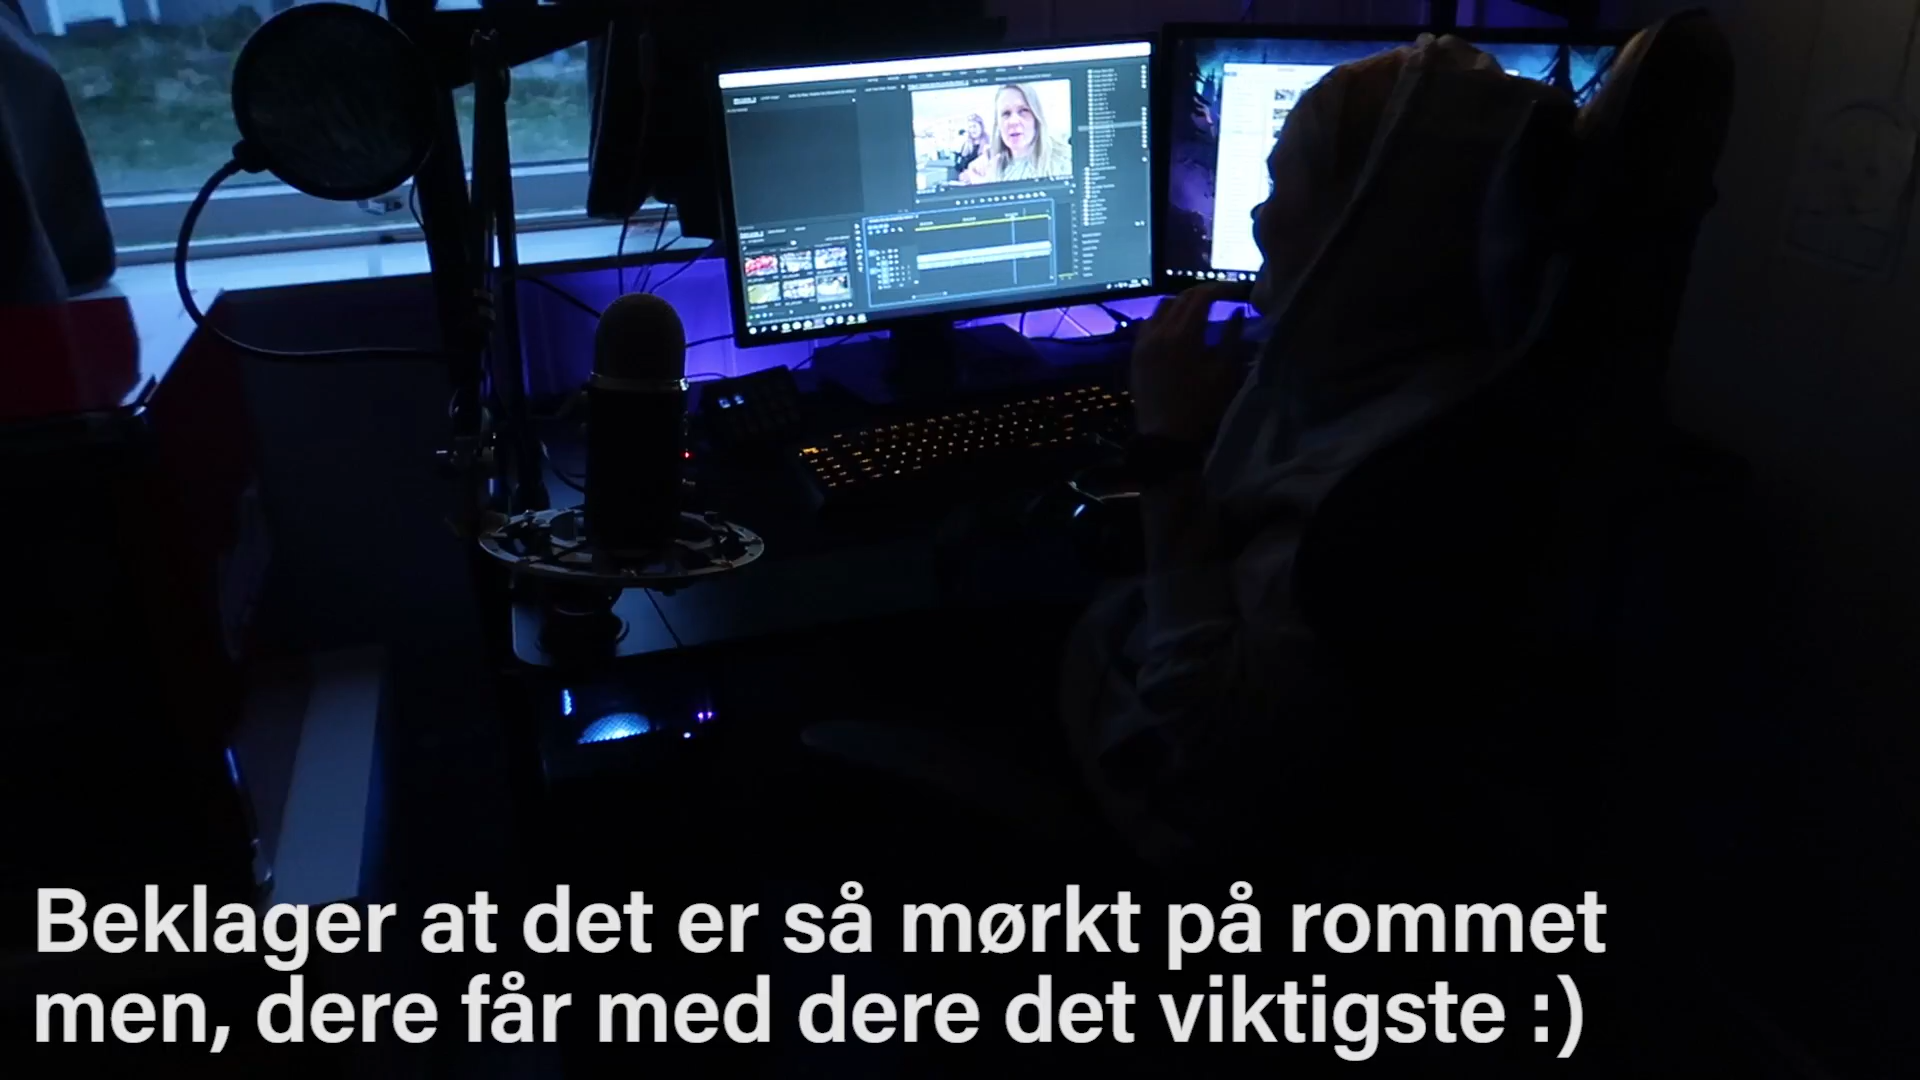 Beklager at det er så mørkt på rommet
men, dere får med dere det viktigste :)